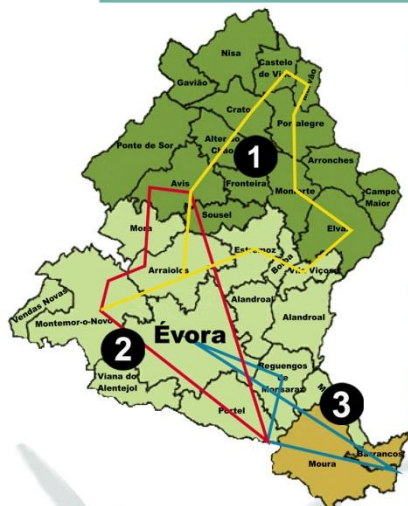 Nisa
Castelo
de Vi
Gavião
Crato
Portalegre
Ponte de Sor
Alter do
Chão
1
Arronches
Avis
Fronteira
Monforte
Campo
Maior
Sousel
Elvas
Mora
Estremoz
Borba
Arraiolos
Vila Viçosa
Vendas Novas
Alandroal
Montemor-o-Novo
Alandroal
Évora
2
Reguengos
de
Monsaraz
Viana do
Alentejol
3
Portel
Moura
Barrancos